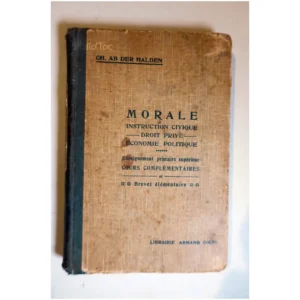 CH. AB DER HALDEN
MORALE
INSTRUCTION CIVIQUE
DROIT PRIVÉ
ÉCONOMIE POLITIQUE
Enseignement primaire supérieur
COURS COMPLÉMENTAIRES
et
Brevet élémentaire
LIBRAIRIE ARMAND COLIN